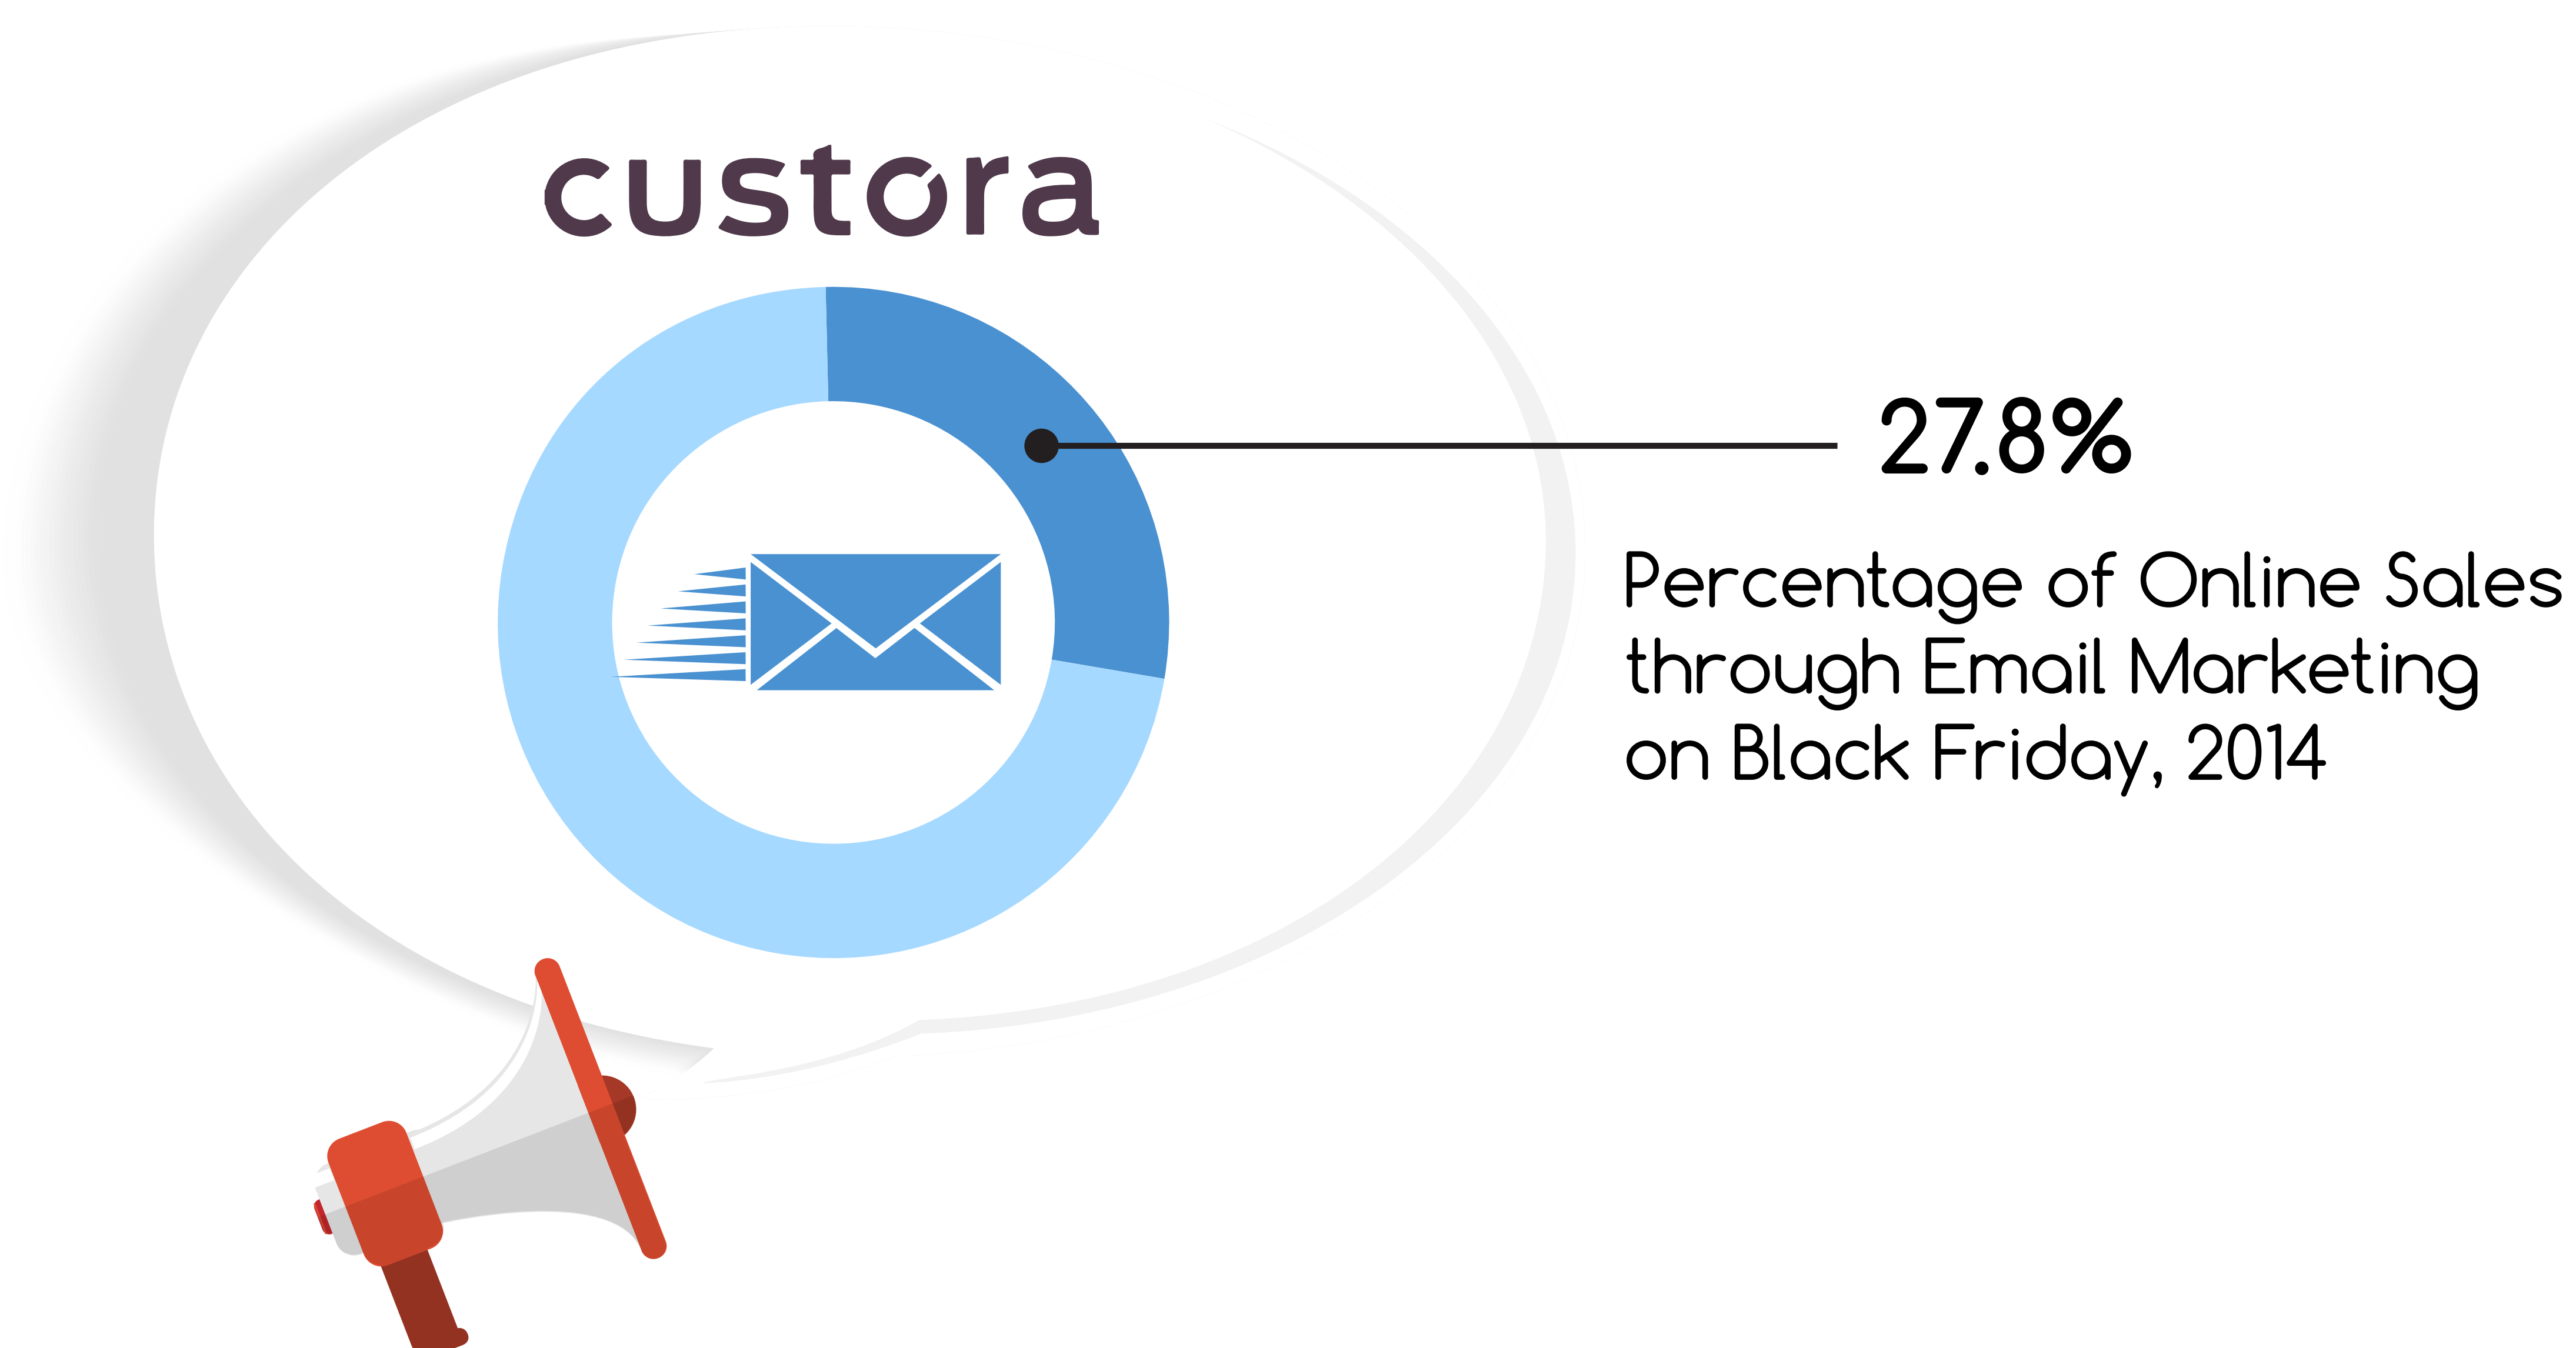 custora
27.8%
Percentage of Online Sales
through Email Marketing
on Black Friday, 2014